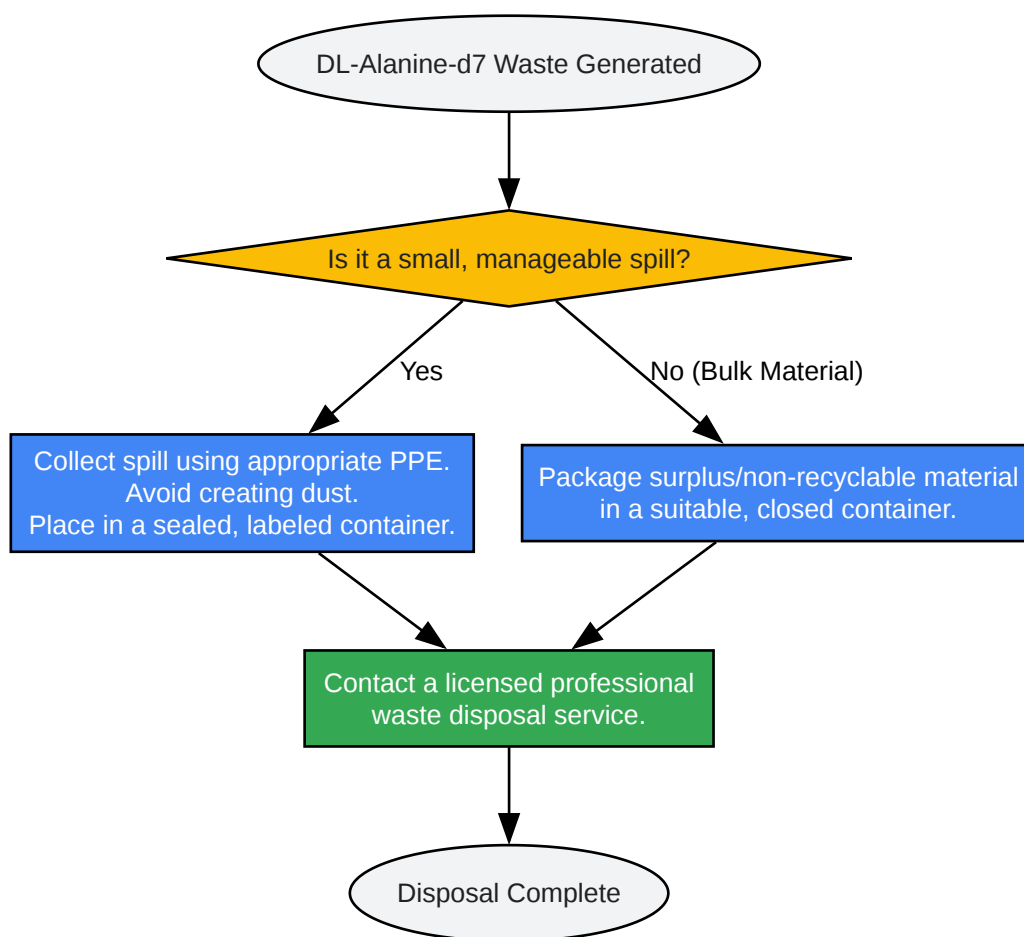 DL-Alanine-d7 Waste Generated
Is it a small, manageable spill?
Yes
No (Bulk Material)
Collect spill using appropriate PPE.
Avoid creating dust.
Place in a sealed, labeled container.
Package surplus/non-recyclable material
in a suitable, closed container.
Contact a licensed professional
waste disposal service.
Disposal Complete